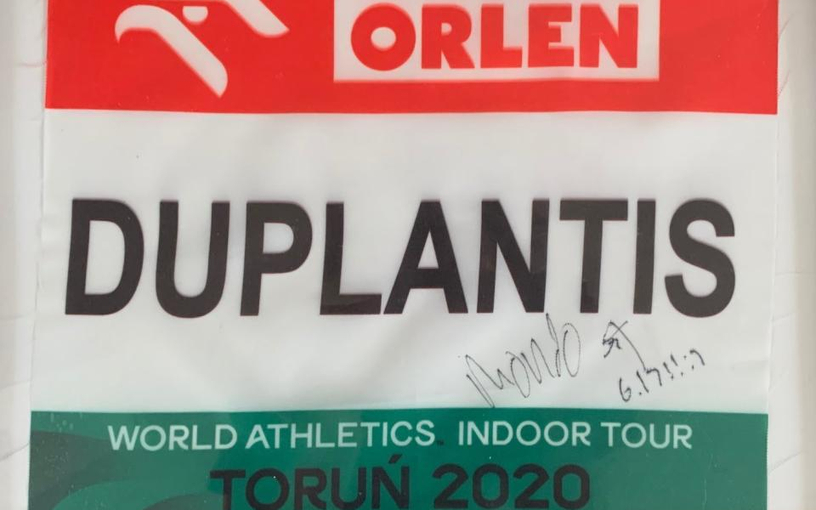 ORLEN
DUPLANTIS
Mondo
6.17!!!
WORLD ATHLETICS INDOOR TOUR
TORUŃ 2020